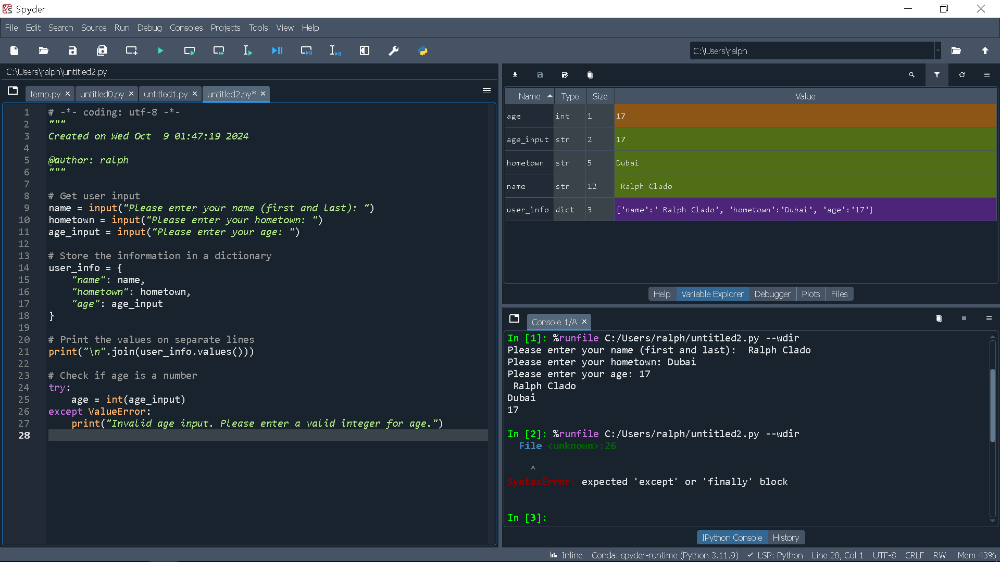 Spyder
File Edit Search Source Run Debug Consoles Projects Tools View Help
C:\Users\ralph
C:\Users\ralph\untitled2.py
temp.py untitled0.py untitled1.py untitled2.py*
1 # -*- coding: utf-8 -*-
2 """
3 Created on Wed Oct  9 01:47:19 2024
4
5 @author: ralph
6 """
7
8 # Get user input
9 name = input("Please enter your name (first and last): ")
10 hometown = input("Please enter your hometown: ")
11 age_input = input("Please enter your age: ")
12
13 # Store the information in a dictionary
14 user_info = {
15     "name": name,
16     "hometown": hometown,
17     "age": age_input
18 }
19
20 # Print the values on separate lines
21 print("\n".join(user_info.values()))
22
23 # Check if age is a number
24 try:
25     age = int(age_input)
26 except ValueError:
27     print("Invalid age input. Please enter a valid integer for age.")
28
Name Type Size Value
age int 1 17
age_input str 2 17
hometown str 5 Dubai
name str 12  Ralph Clado
user_info dict 3 {'name':' Ralph Clado', 'hometown':'Dubai', 'age':'17'}
Help Variable Explorer Debugger Plots Files
Console 1/A
In [1]: %runfile C:/Users/ralph/untitled2.py --wdir
Please enter your name (first and last):  Ralph Clado
Please enter your hometown: Dubai
Please enter your age: 17
 Ralph Clado
Dubai
17
In [2]: %runfile C:/Users/ralph/untitled2.py --wdir
  File <unknown>:26
    ^
SyntaxError: expected 'except' or 'finally' block
In [3]:
IPython Console History
Inline Conda: spyder-runtime (Python 3.11.9) ✓ LSP: Python Line 28, Col 1 UTF-8 CRLF RW Mem 43%